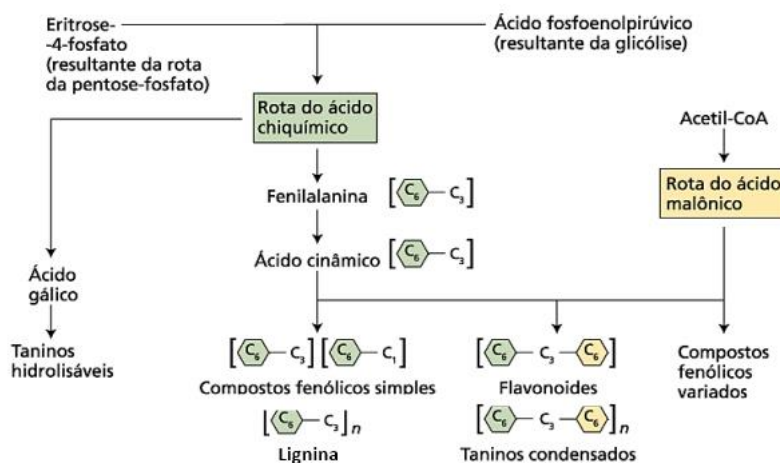 Eritrose-
-4-fosfato
(resultante da rota
da pentose-fosfato)
Ácido fosfoenolpirúvico
(resultante da glicólise)
Rota do ácido
chiquímico
Acetil-CoA
Rota do ácido
malônico
Fenilalanina [C6 — C3]
Ácido cinâmico [C6 — C3]
Ácido
gálico
Taninos
hidrolisáveis
[C6 — C3] [C6 — C1]
Compostos fenólicos simples
[C6 — C3]n
Lignina
[C6 — C3 — C6]
Flavonoides
[C6 — C3 — C6]n
Taninos condensados
Compostos
fenólicos
variados